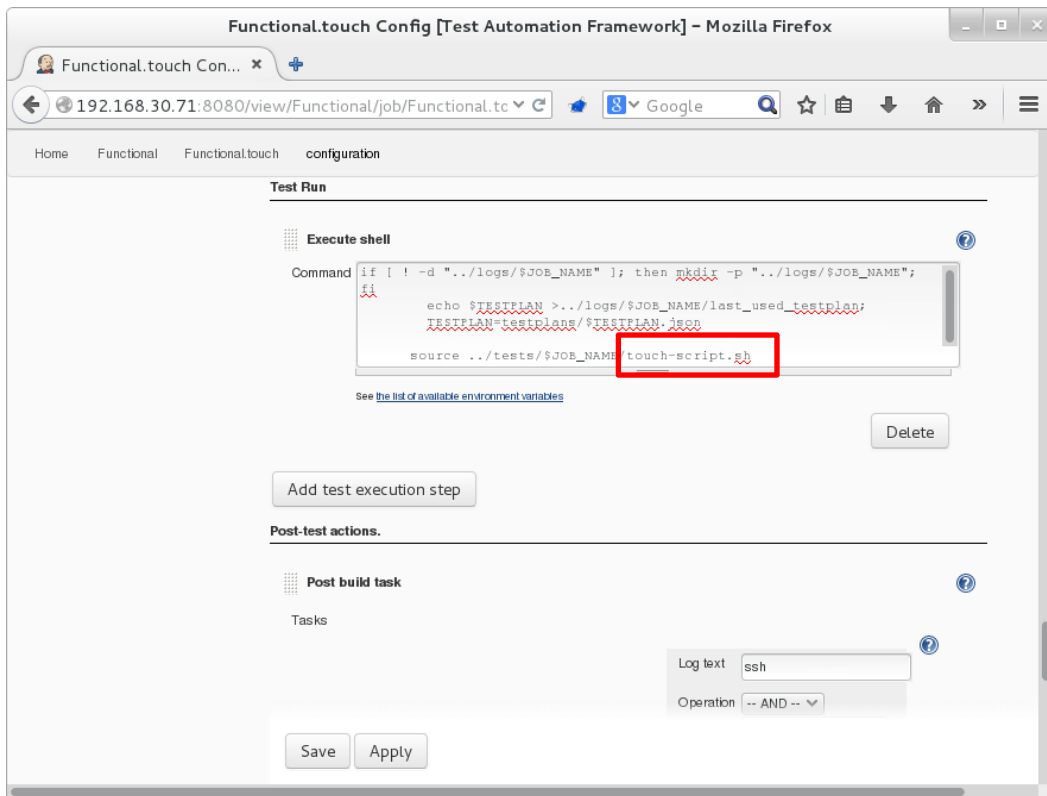 Functional.touch Config [Test Automation Framework] - Mozilla Firefox
Functional.touch Con...
192.168.30.71:8080/view/Functional/job/Functional.tc
Google
Home Functional Functional.touch configuration
Test Run
Execute shell
Command if [ ! -d "../logs/$JOB_NAME" ]; then mkdir -p "../logs/$JOB_NAME";
fi
echo $TESTPLAN >../logs/$JOB_NAME/last_used_testplan;
TESTPLAN=testplans/$TESTPLAN.json
source ../tests/$JOB_NAME/touch-script.sh
See the list of available environment variables
Delete
Add test execution step
Post-test actions.
Post build task
Tasks
Log text ssh
Operation -- AND --
Save Apply